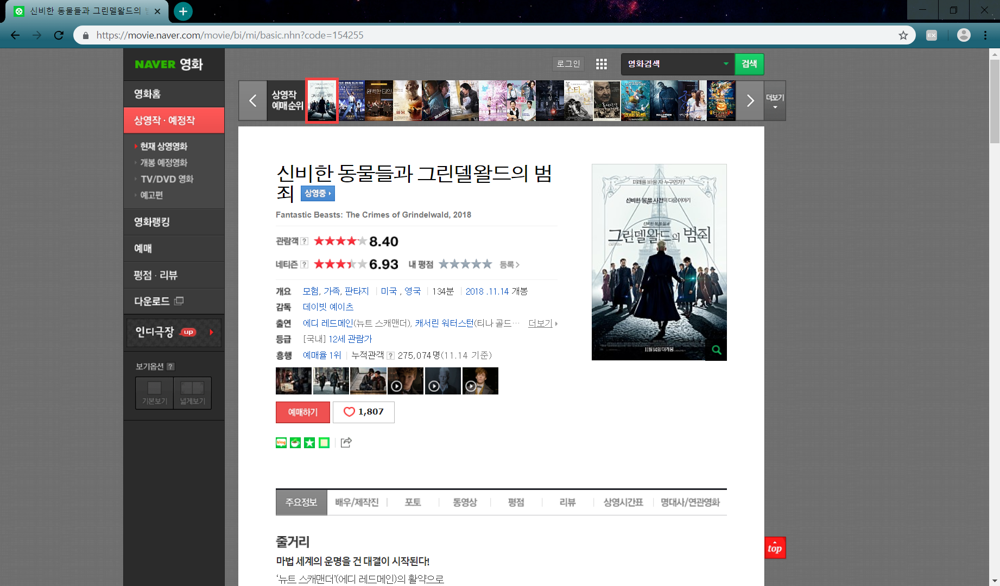 신비한 동물들과 그린델왈드의 범
https://movie.naver.com/movie/bi/mi/basic.nhn?code=154255
NAVER 영화
로그인
영화검색
검색
영화홈
상영작 · 예정작
현재 상영영화
개봉 예정영화
TV/DVD 영화
예고편
영화랭킹
예매
평점 · 리뷰
다운로드
인디극장 up
보기옵션 ?
기본보기
넓게보기
상영작
예매순위
더보기
신비한 동물들과 그린델왈드의 범
죄 상영중
Fantastic Beasts: The Crimes of Grindelwald, 2018
관람객 ? 8.40
네티즌 ? 6.93 내 평점 등록
개요 모험, 가족, 판타지 미국 , 영국 134분 2018 .11.14 개봉
감독 데이빗 예이츠
출연 에디 레드메인(뉴트 스캐맨더), 캐서린 워터스턴(티나 골드… 더보기
등급 [국내] 12세 관람가
흥행 예매율 1위 누적관객 ? 275,074명(11.14 기준)
예매하기
1,807
blog
미래를 바꿀 자 누구인가?
신비한 동물 사전의 다음 이야기
신비한 동물들과
그린델왈드의 범죄
11월 14일 대개봉
주요정보
배우/제작진
포토
동영상
평점
리뷰
상영시간표
명대사/연관영화
줄거리
마법 세계의 운명을 건 대결이 시작된다!
‘뉴트 스캐맨더’(에디 레드메인)의 활약으로
top